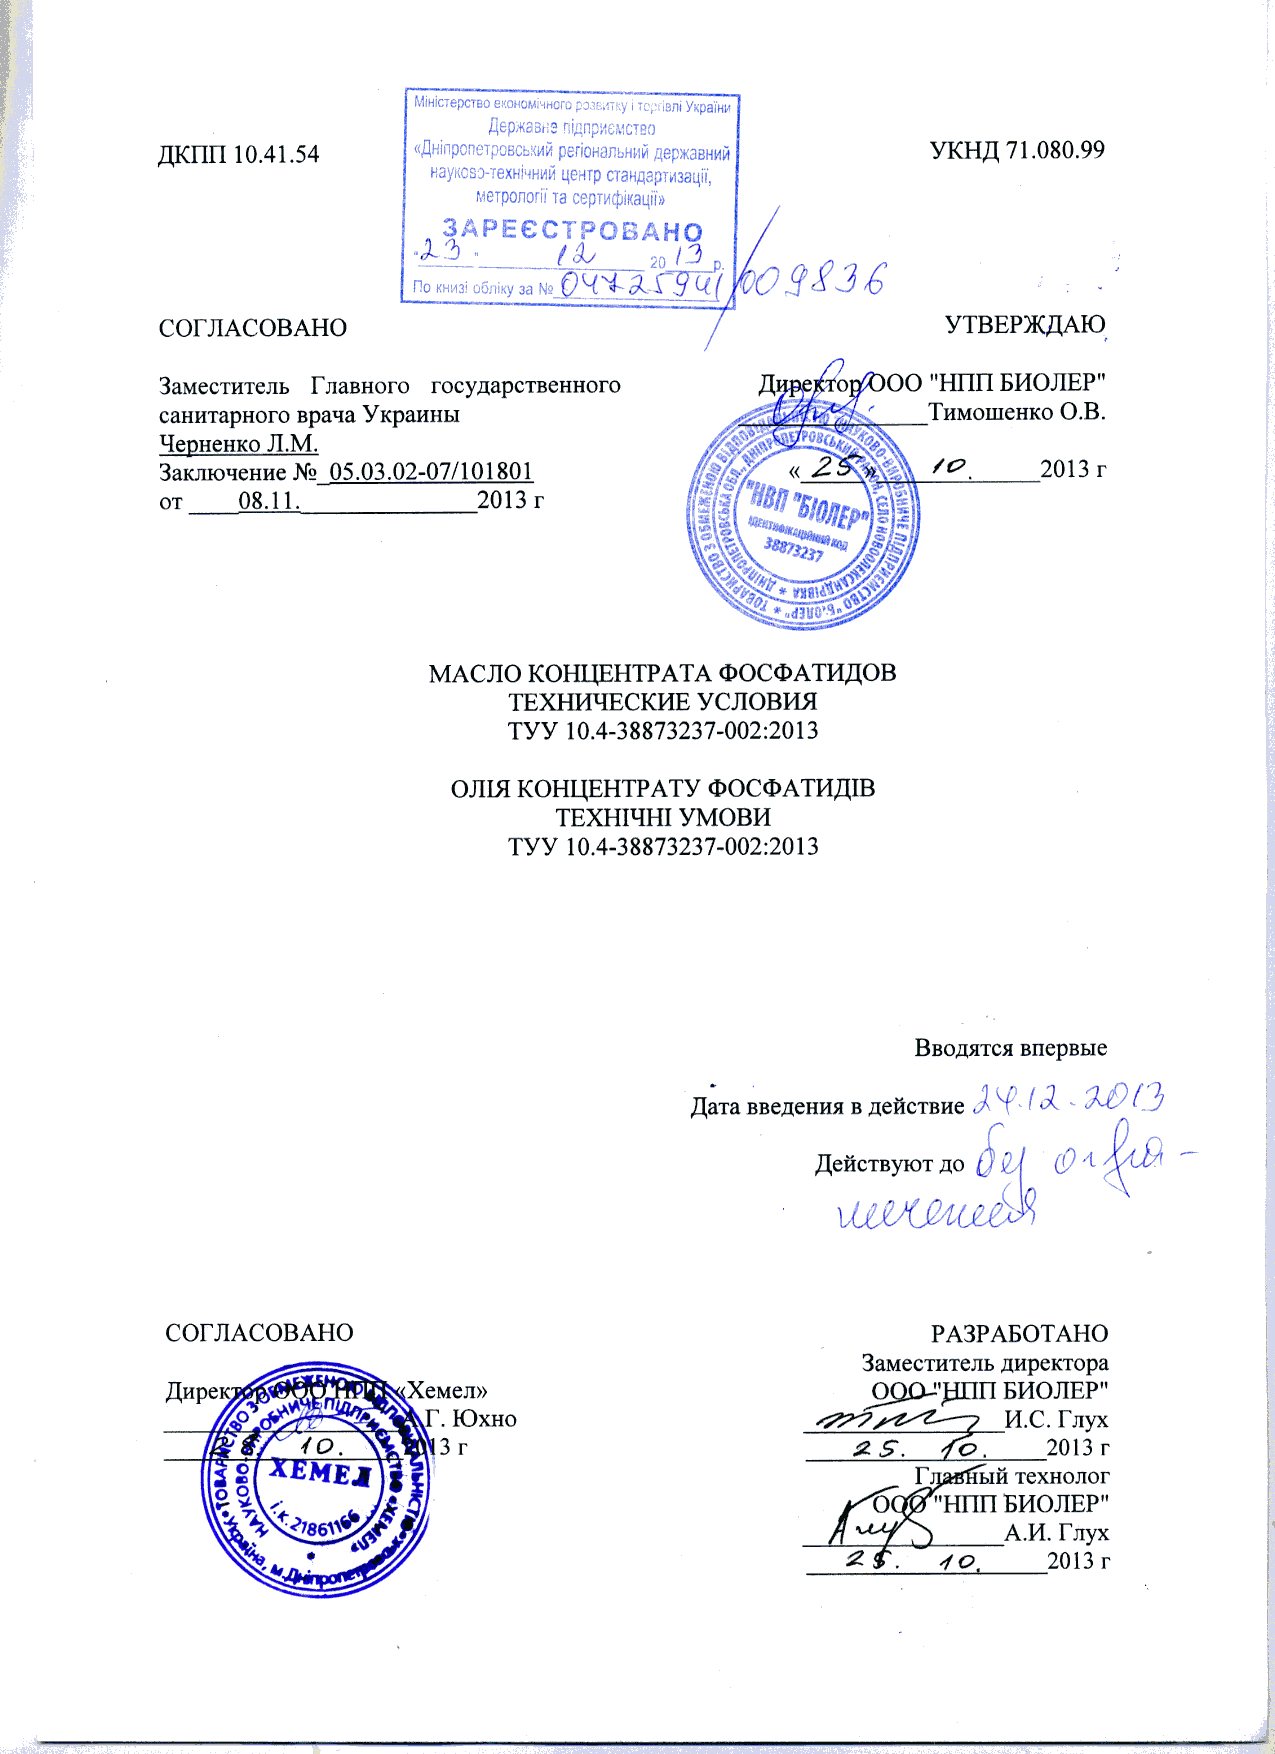 Міністерство економічного розвитку і торгівлі України
Державне підприємство
«Дніпропетровський регіональний державний
науково-технічний центр стандартизації,
метрології та сертифікації»
ЗАРЕЄСТРОВАНО
"23" 12 2013р.
По книзі обліку за № 04725941/009836
ДКПП 10.41.54
УКНД 71.080.99
СОГЛАСОВАНО
УТВЕРЖДАЮ
Заместитель Главного государственного
санитарного врача Украины
Черненко Л.М.
Заключение №_05.03.02-07/101801
от ____08.11.______________2013 г
Директор ООО "НПП БИОЛЕР"
Тимошенко О.В.
«25» 10. 2013 г
ТОВАРИСТВО З ОБМЕЖЕНОЮ ВІДПОВІДАЛЬНІСТЮ "НАУКОВО-ВИРОБНИЧЕ ПІДПРИЄМСТВО "БІОЛЕР" *
ДНІПРОПЕТРОВСЬКА ОБЛ., ДНІПРОПЕТРОВСЬКИЙ РАЙОН, СЕЛО НОВООЛЕКСАНДРІВКА *
"НВП "БІОЛЕР"
ІДЕНТИФІКАЦІЙНИЙ КОД
38873237
МАСЛО КОНЦЕНТРАТА ФОСФАТИДОВ
ТЕХНИЧЕСКИЕ УСЛОВИЯ
ТУУ 10.4-38873237-002:2013
ОЛІЯ КОНЦЕНТРАТУ ФОСФАТИДІВ
ТЕХНІЧНІ УМОВИ
ТУУ 10.4-38873237-002:2013
Вводятся впервые
Дата введения в действие 24.12.2013
Действуют до без огра-
ничения
СОГЛАСОВАНО
Директор ООО НПП «Хемел»
А.Г. Юхно
10. 2013 г
ТОВАРИСТВО З ОБМЕЖЕНОЮ ВІДПОВІДАЛЬНІСТЮ
Україна, м.Дніпропетровськ
НАУКОВО-ВИРОБНИЧЕ ПІДПРИЄМСТВО «ХЕМЕЛ»
ХЕМЕЛ
і.к.21861166
РАЗРАБОТАНО
Заместитель директора
ООО "НПП БИОЛЕР"
И.С. Глух
25. 10. 2013 г
Главный технолог
ООО "НПП БИОЛЕР"
А.И. Глух
25. 10. 2013 г